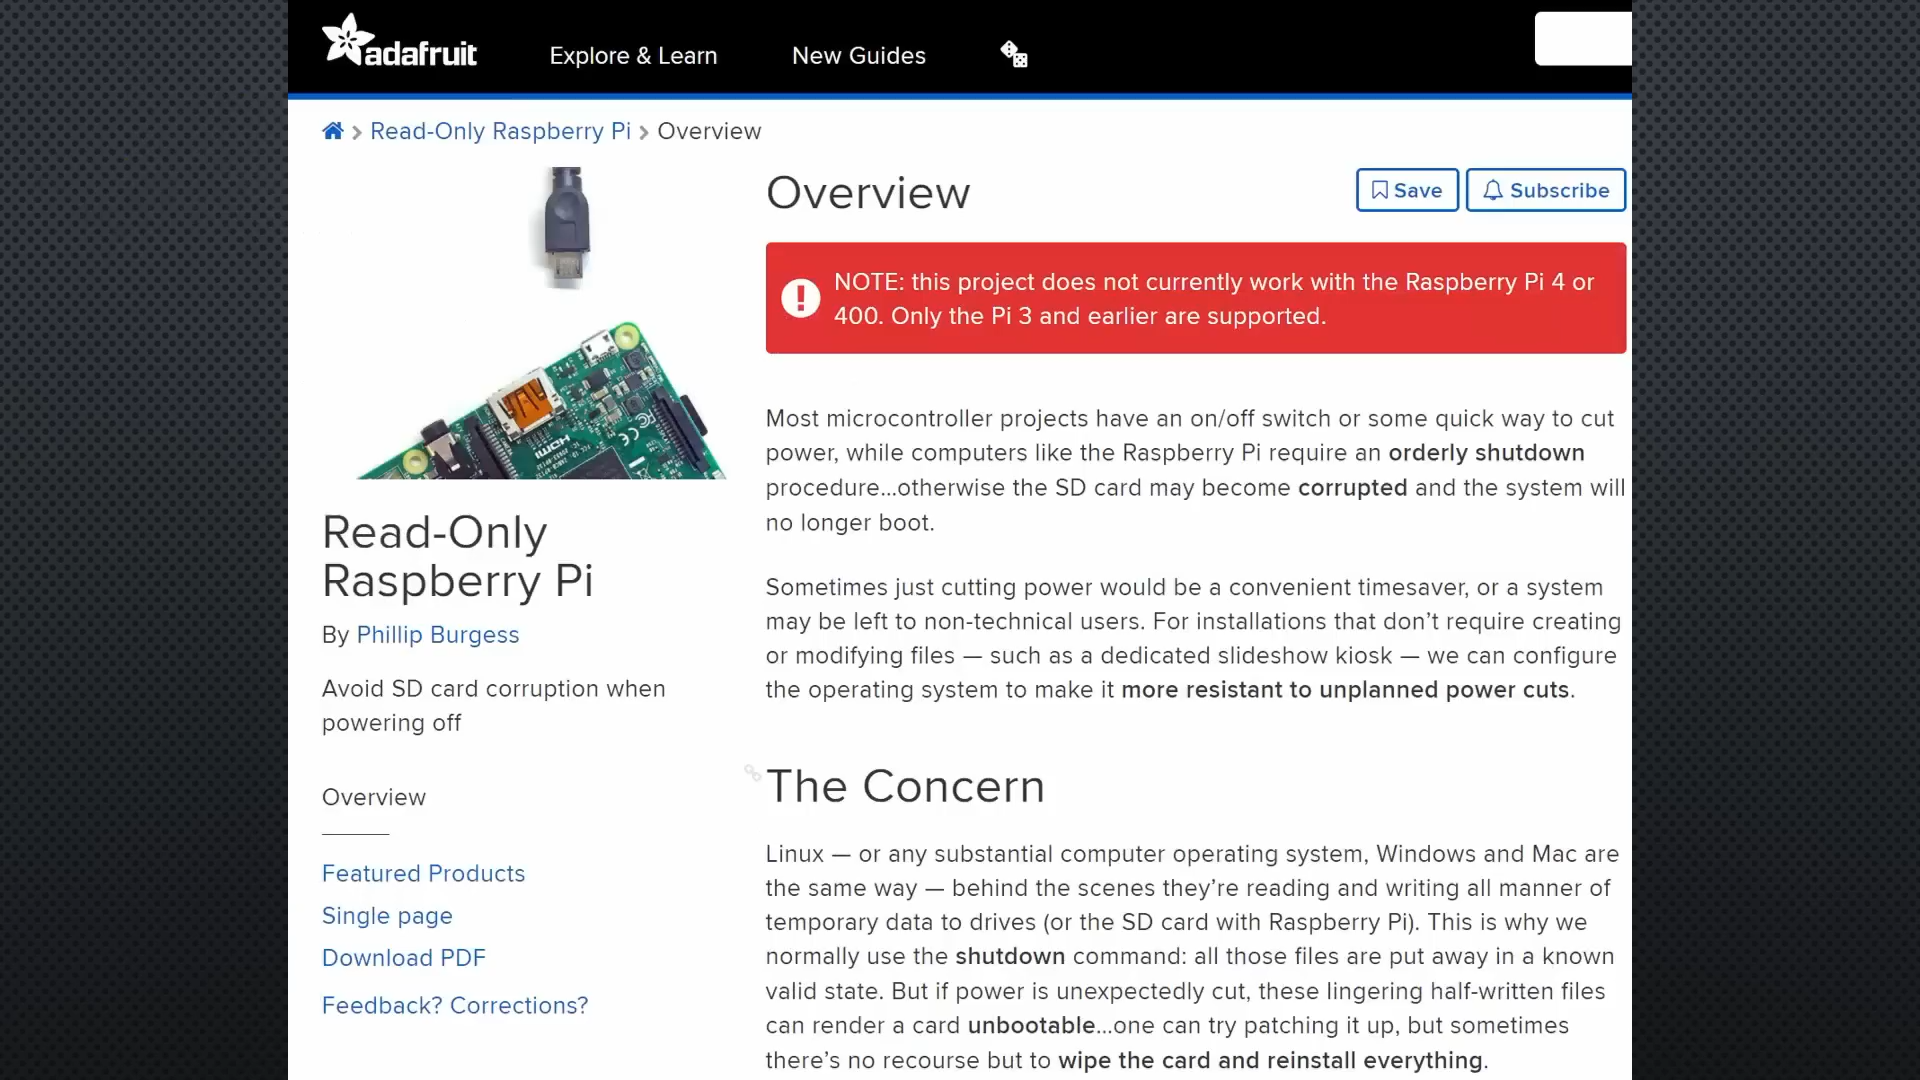 adafruit
Explore & Learn
New Guides
Read-Only Raspberry Pi
Overview
HDMI
Read-Only
Raspberry Pi
By Phillip Burgess
Avoid SD card corruption when
powering off
Overview
Featured Products
Single page
Download PDF
Feedback? Corrections?
Overview
Save
Subscribe
NOTE: this project does not currently work with the Raspberry Pi 4 or
400. Only the Pi 3 and earlier are supported.
Most microcontroller projects have an on/off switch or some quick way to cut
power, while computers like the Raspberry Pi require an orderly shutdown
procedure...otherwise the SD card may become corrupted and the system will
no longer boot.
Sometimes just cutting power would be a convenient timesaver, or a system
may be left to non-technical users. For installations that don’t require creating
or modifying files — such as a dedicated slideshow kiosk — we can configure
the operating system to make it more resistant to unplanned power cuts.
The Concern
Linux — or any substantial computer operating system, Windows and Mac are
the same way — behind the scenes they’re reading and writing all manner of
temporary data to drives (or the SD card with Raspberry Pi). This is why we
normally use the shutdown command: all those files are put away in a known
valid state. But if power is unexpectedly cut, these lingering half-written files
can render a card unbootable...one can try patching it up, but sometimes
there’s no recourse but to wipe the card and reinstall everything.